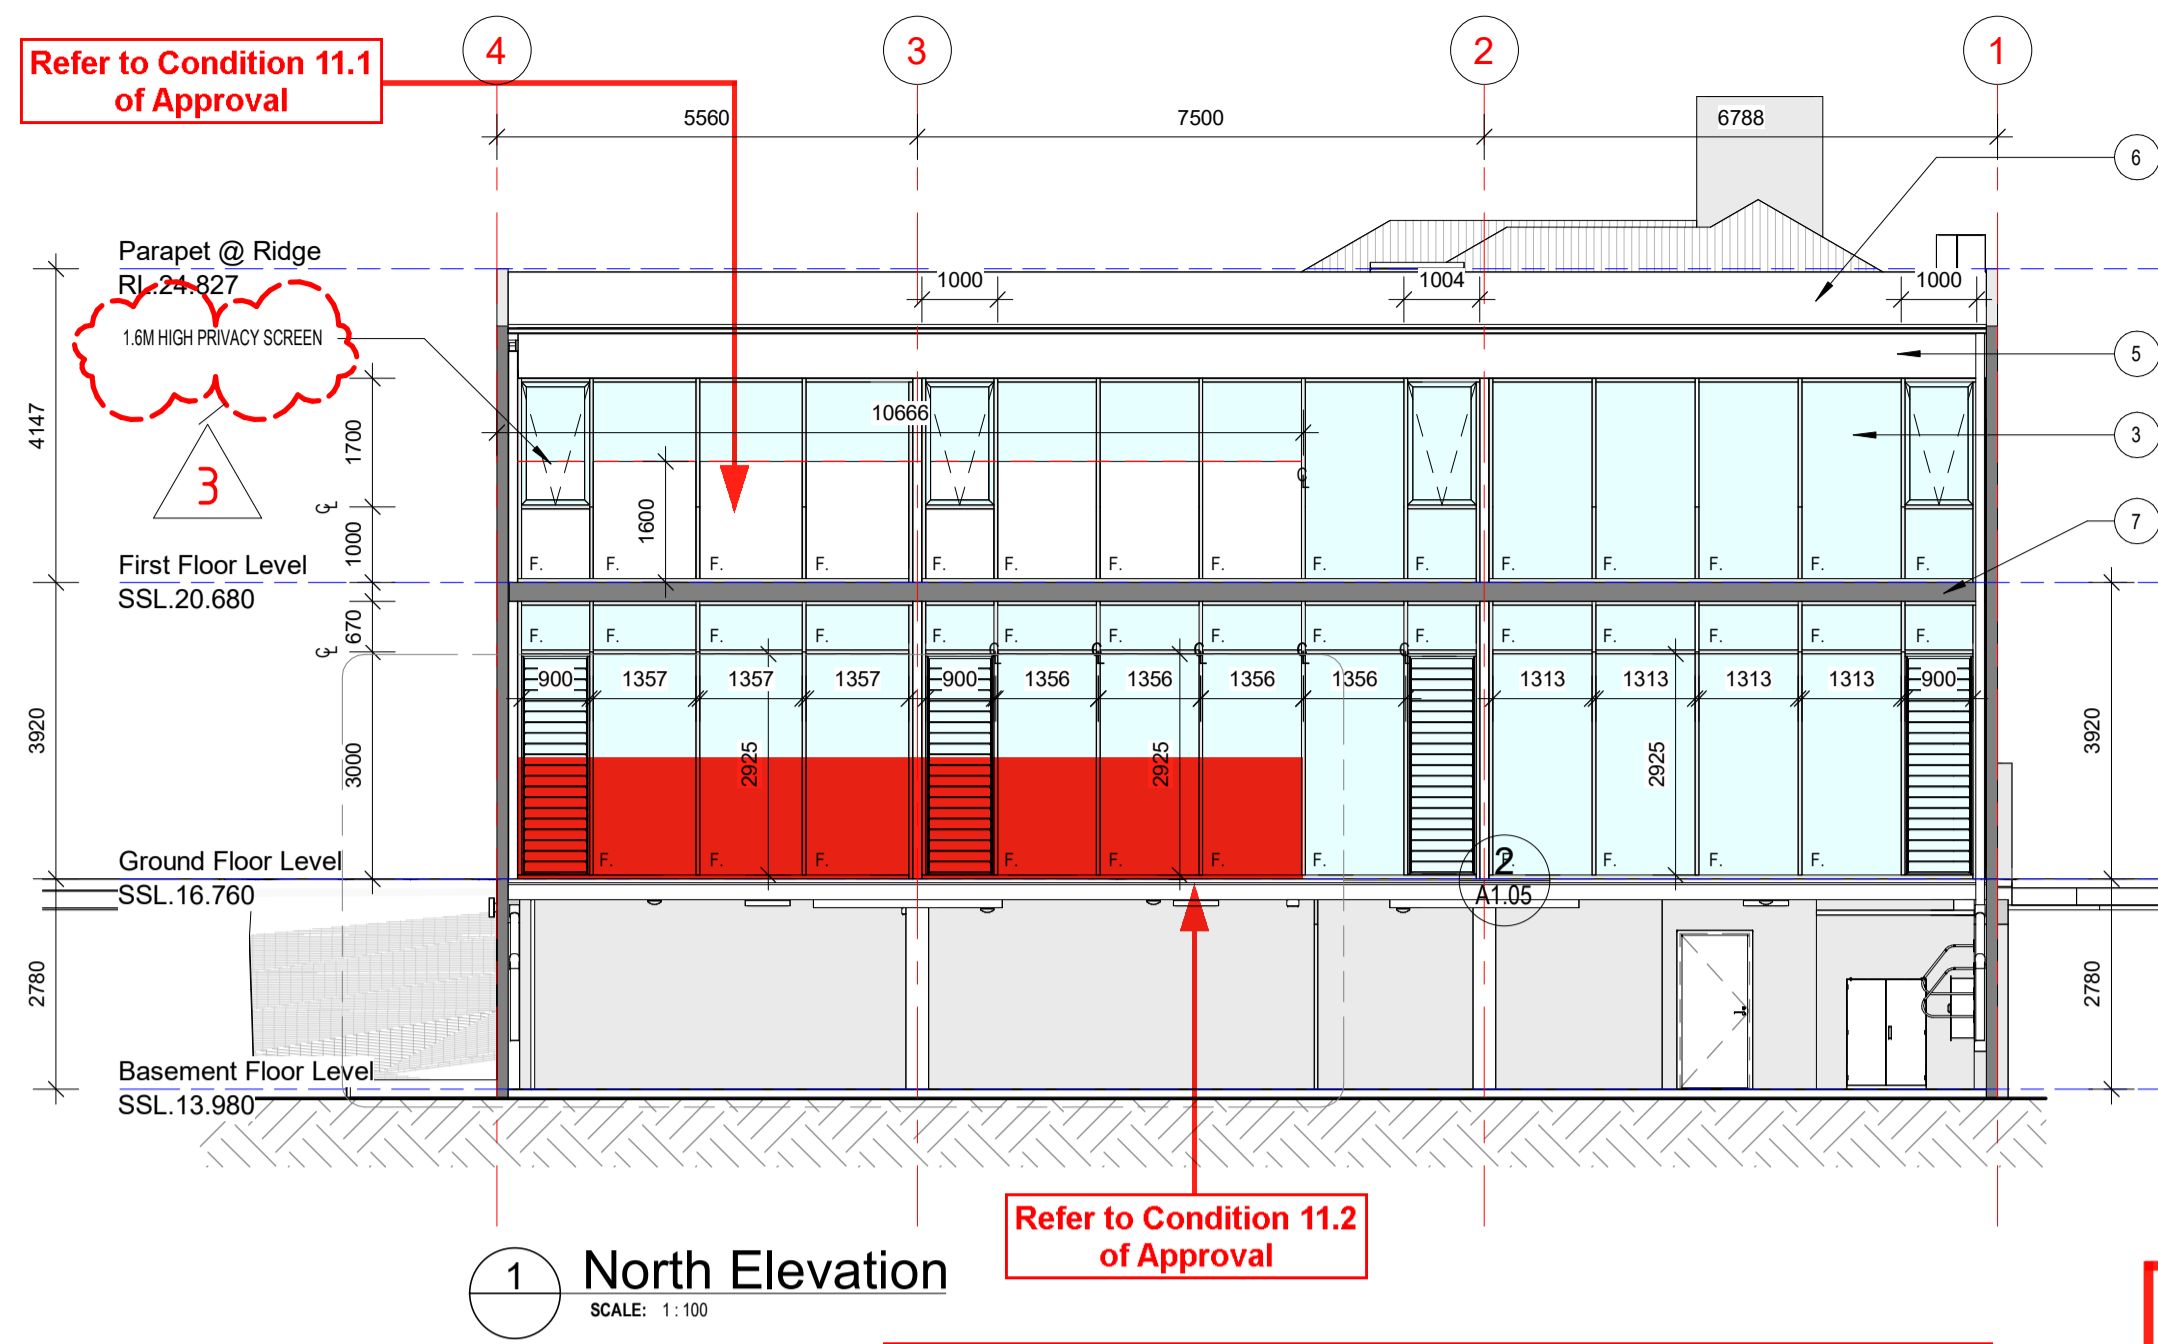 Refer to Condition 11.1
of Approval
4
3
2
1
5560
7500
6788
6
Parapet @ Ridge
RL.24.827
1000
1004
1000
1.6M HIGH PRIVACY SCREEN
5
10666
3
3
4147
1700
1600
1000
7
F. F. F. F. F. F. F. F. F. F. F. F. F. F. F.
First Floor Level
SSL.20.680
670
F. F. F. F. F. F. F. F. F. F. F. F. F. F. F.
900 1357 1357 1357 900 1356 1356 1356 1356 1313 1313 1313 1313 900
3920
3000
2925
2925
2925
3920
F. F. F. F. F. F. F. F. F. F. F. F.
Ground Floor Level
SSL.16.760
2
A1.05
2780
2780
Basement Floor Level
SSL.13.980
Refer to Condition 11.2
of Approval
1
North Elevation
SCALE: 1 : 100